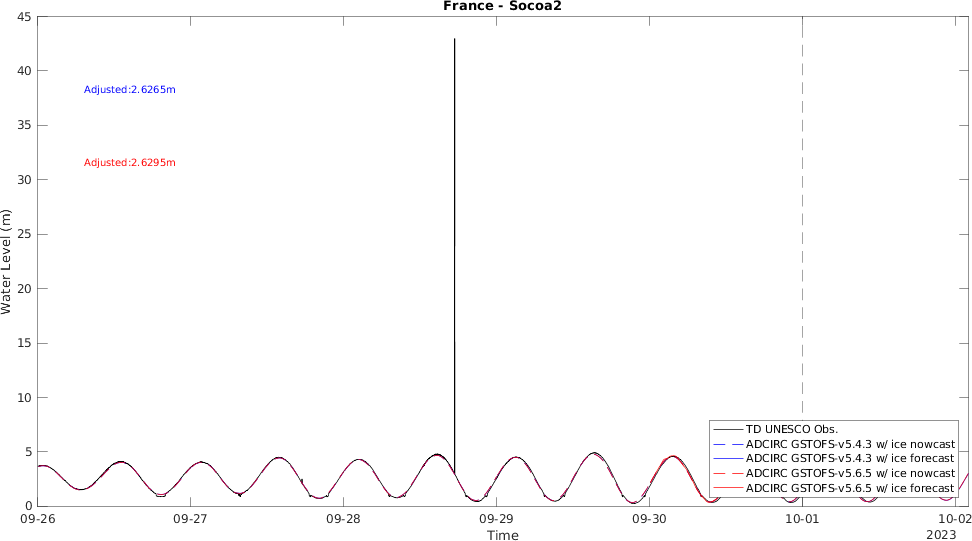 France - Socoa2
45
40
35
30
25
20
15
10
5
0
Water Level (m)
Adjusted:2.6265m
Adjusted:2.6295m
TD UNESCO Obs.
ADCIRC GSTOFS-v5.4.3 w/ ice nowcast
ADCIRC GSTOFS-v5.4.3 w/ ice forecast
ADCIRC GSTOFS-v5.6.5 w/ ice nowcast
ADCIRC GSTOFS-v5.6.5 w/ ice forecast
09-26 09-27 09-28 09-29 09-30 10-01 10-02
Time
2023